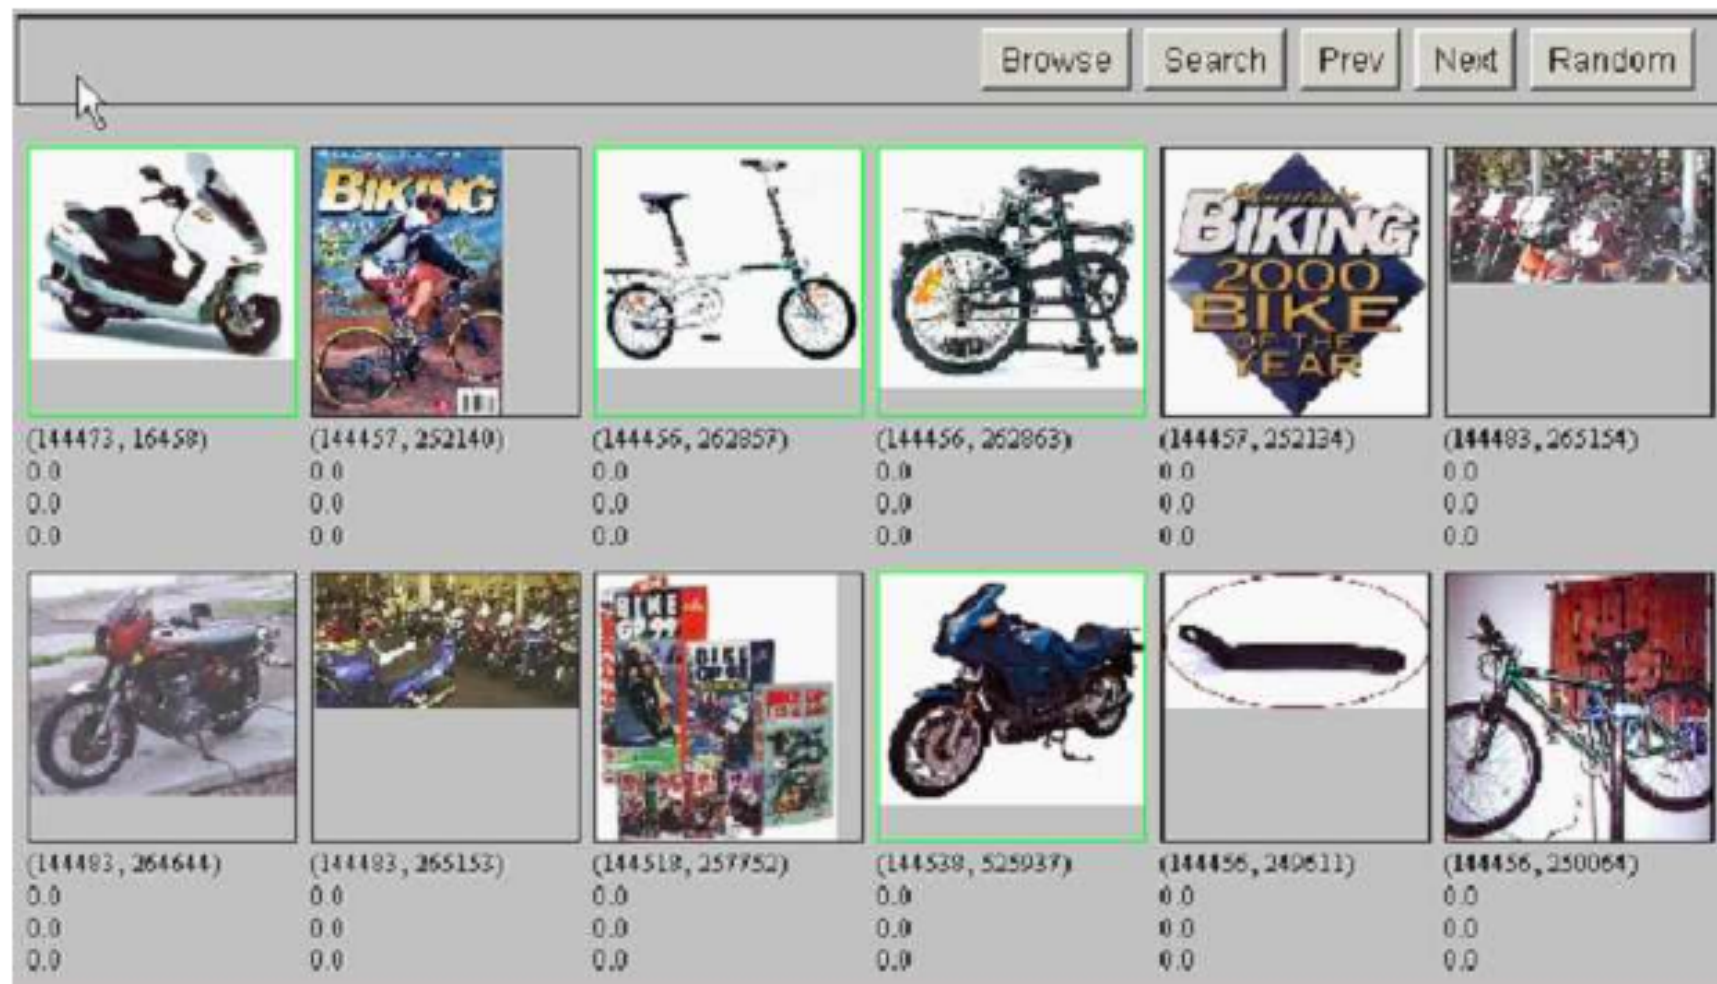 Browse Search Prev Next Random
BIKING
BIKING
2000
BIKE
OF THE
YEAR
(144473, 16458) (144457, 252140) (144456, 262857) (144456, 262863) (144457, 252134) (144483, 265154)
0.0 0.0 0.0 0.0 0.0 0.0
0.0 0.0 0.0 0.0 0.0 0.0
0.0 0.0 0.0 0.0 0.0 0.0
BIKE
GP 99
BIKE
(144483, 264644) (144483, 265153) (144518, 257752) (144538, 525937) (144456, 249611) (144456, 250064)
0.0 0.0 0.0 0.0 0.0 0.0
0.0 0.0 0.0 0.0 0.0 0.0
0.0 0.0 0.0 0.0 0.0 0.0